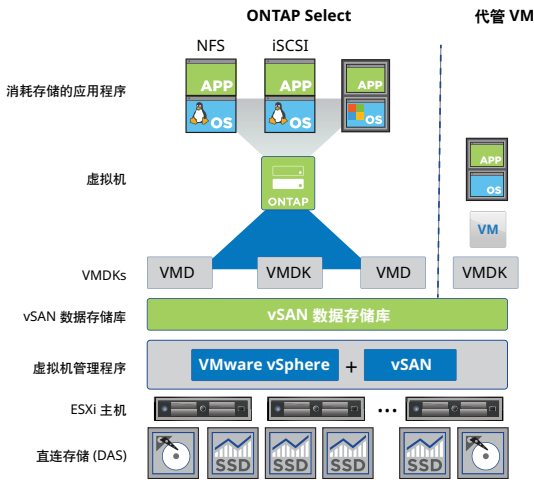 ONTAP Select
代管 VM
NFS
iSCSI
消耗存储的应用程序
APP
APP
APP
OS
OS
OS
虚拟机
ONTAP
APP
OS
VM
VMDKs
VMD
VMDK
VMD
VMDK
vSAN 数据存储库
vSAN 数据存储库
虚拟机管理程序
VMware vSphere
+
vSAN
ESXi 主机
...
直连存储 (DAS)
SSD
SSD
SSD
SSD